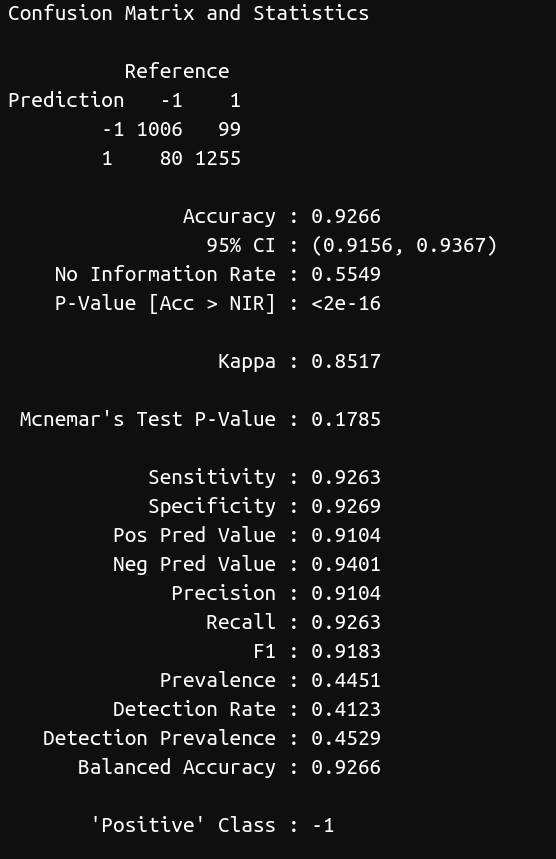 Confusion Matrix and Statistics
Reference
Prediction -1 1
-1 1006 99
1 80 1255
Accuracy : 0.9266
95% CI : (0.9156, 0.9367)
No Information Rate : 0.5549
P-Value [Acc > NIR] : <2e-16
Kappa : 0.8517
Mcnemar's Test P-Value : 0.1785
Sensitivity : 0.9263
Specificity : 0.9269
Pos Pred Value : 0.9104
Neg Pred Value : 0.9401
Precision : 0.9104
Recall : 0.9263
F1 : 0.9183
Prevalence : 0.4451
Detection Rate : 0.4123
Detection Prevalence : 0.4529
Balanced Accuracy : 0.9266
'Positive' Class : -1